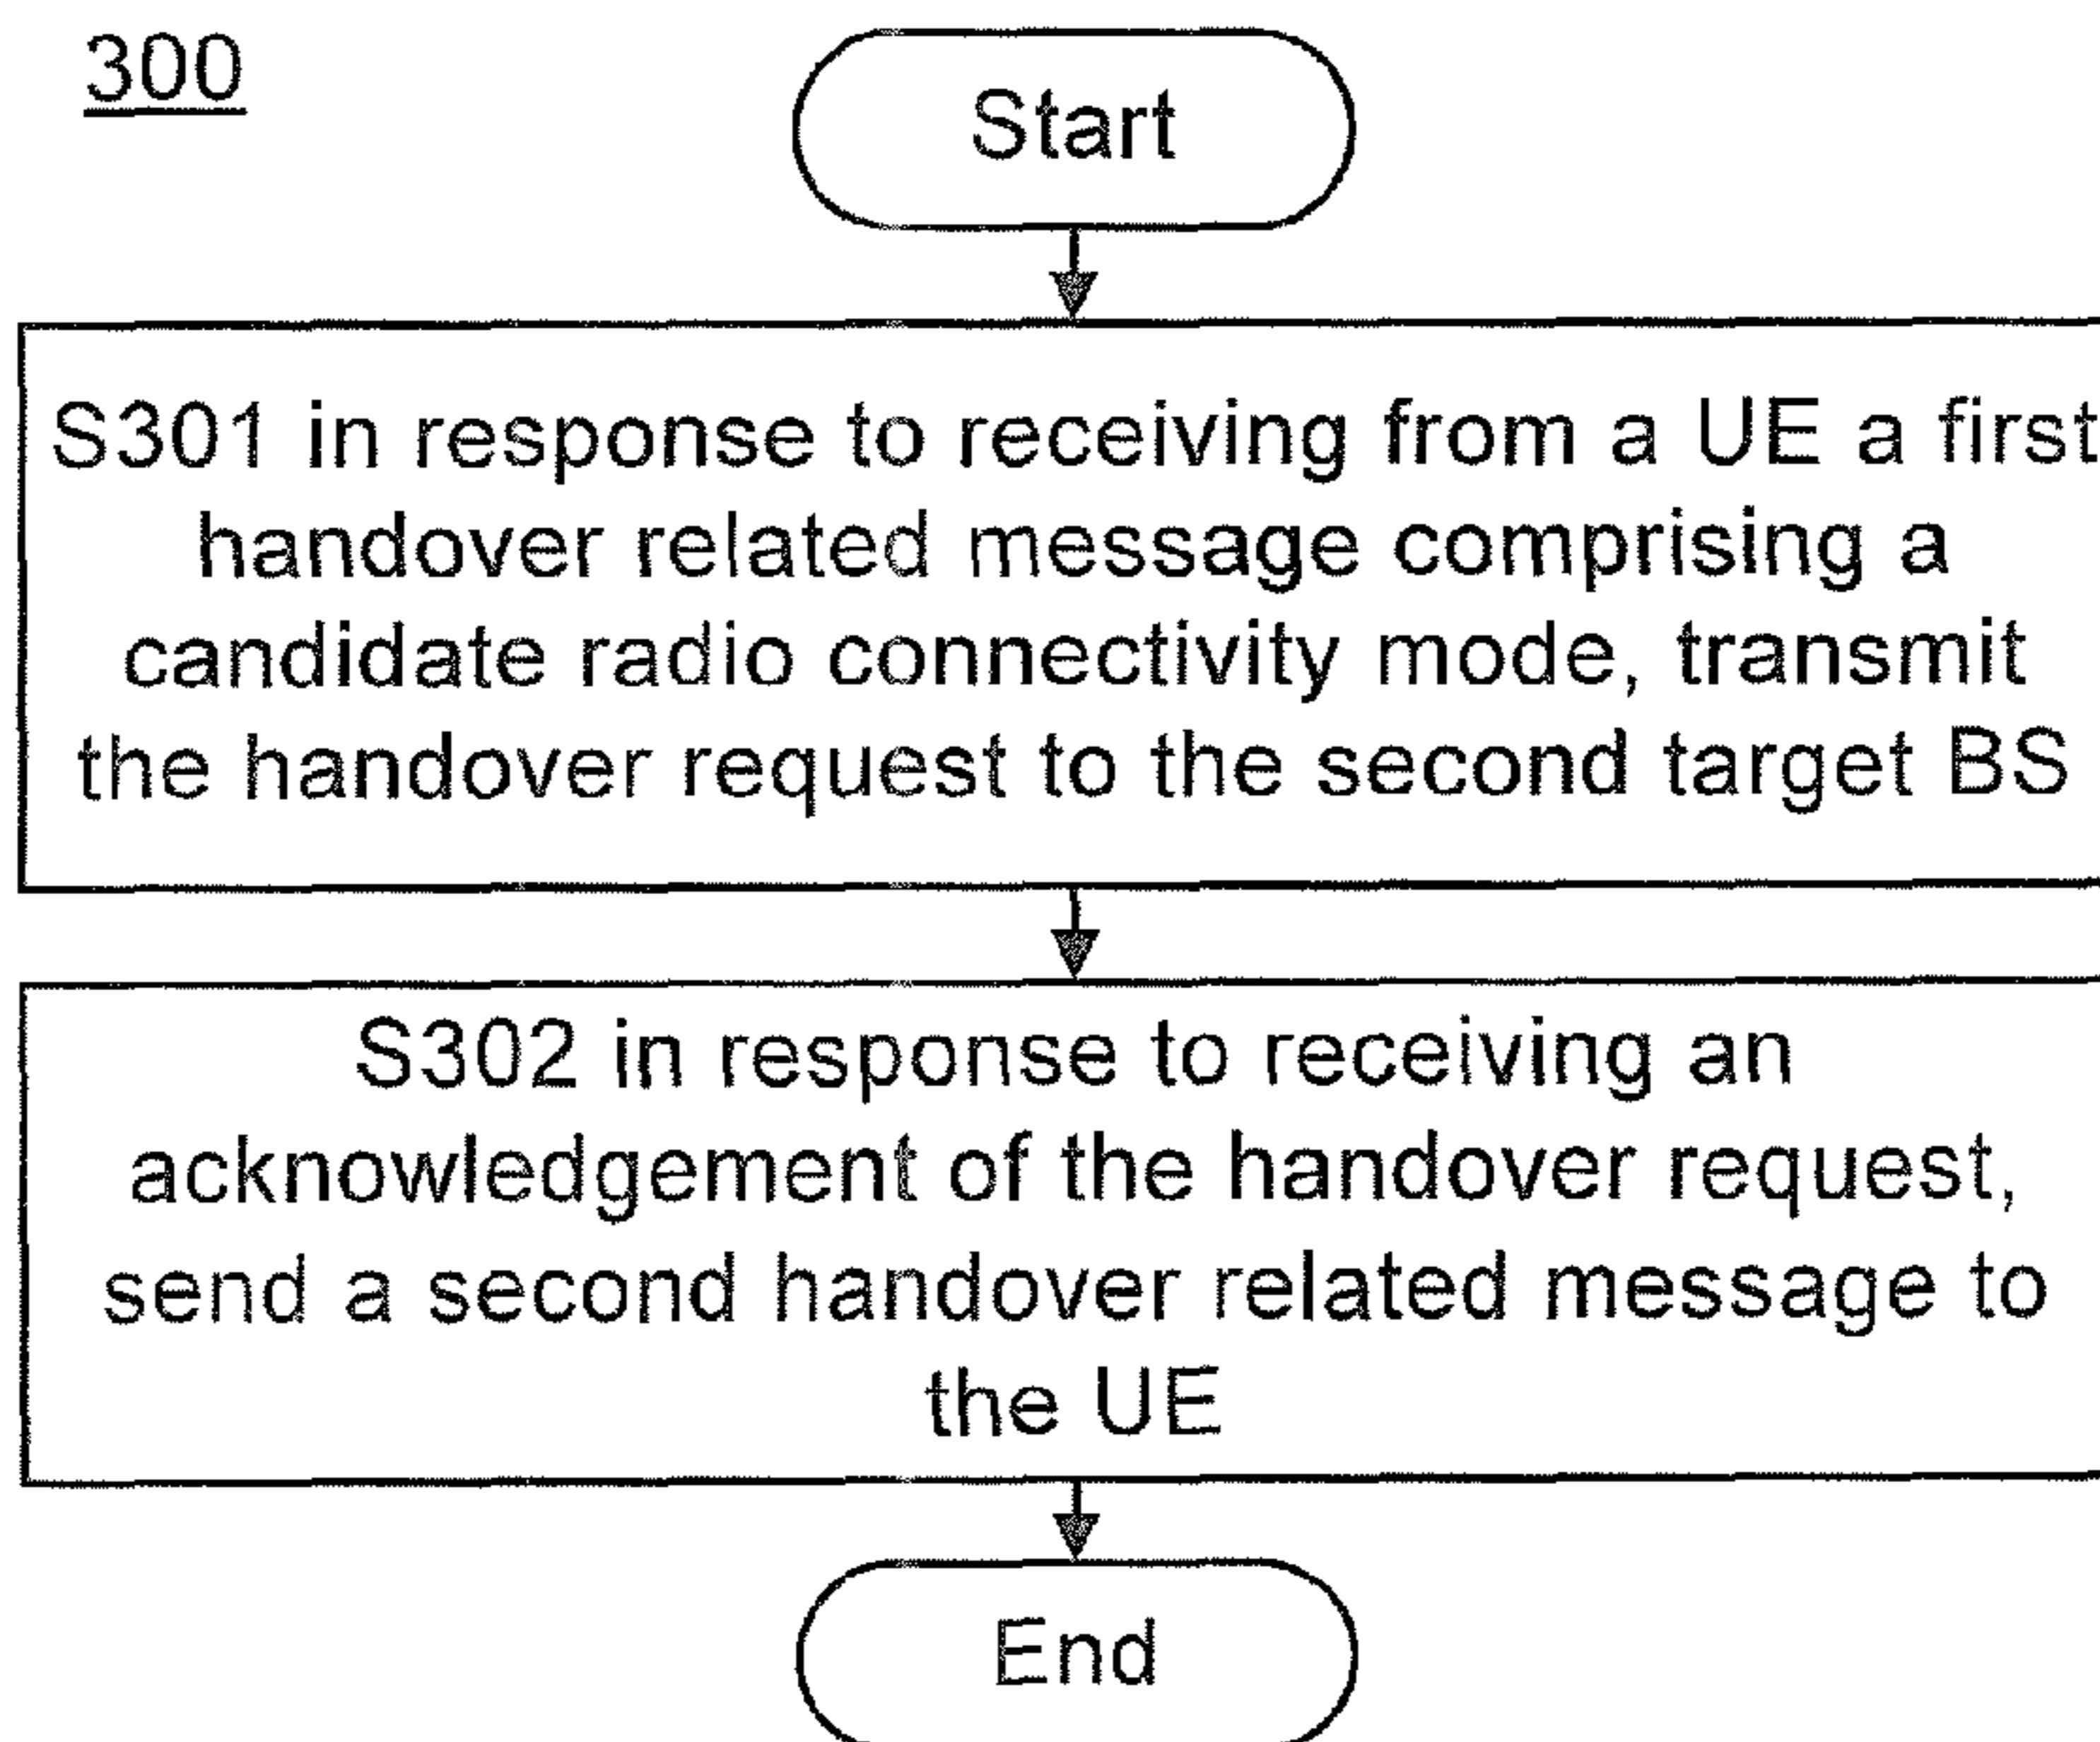 300
Start
S301 in response to receiving from a UE a first
handover related message comprising a
candidate radio connectivity mode, transmit
the handover request to the second target BS
S302 in response to receiving an
acknowledgement of the handover request,
send a second handover related message to
the UE
End